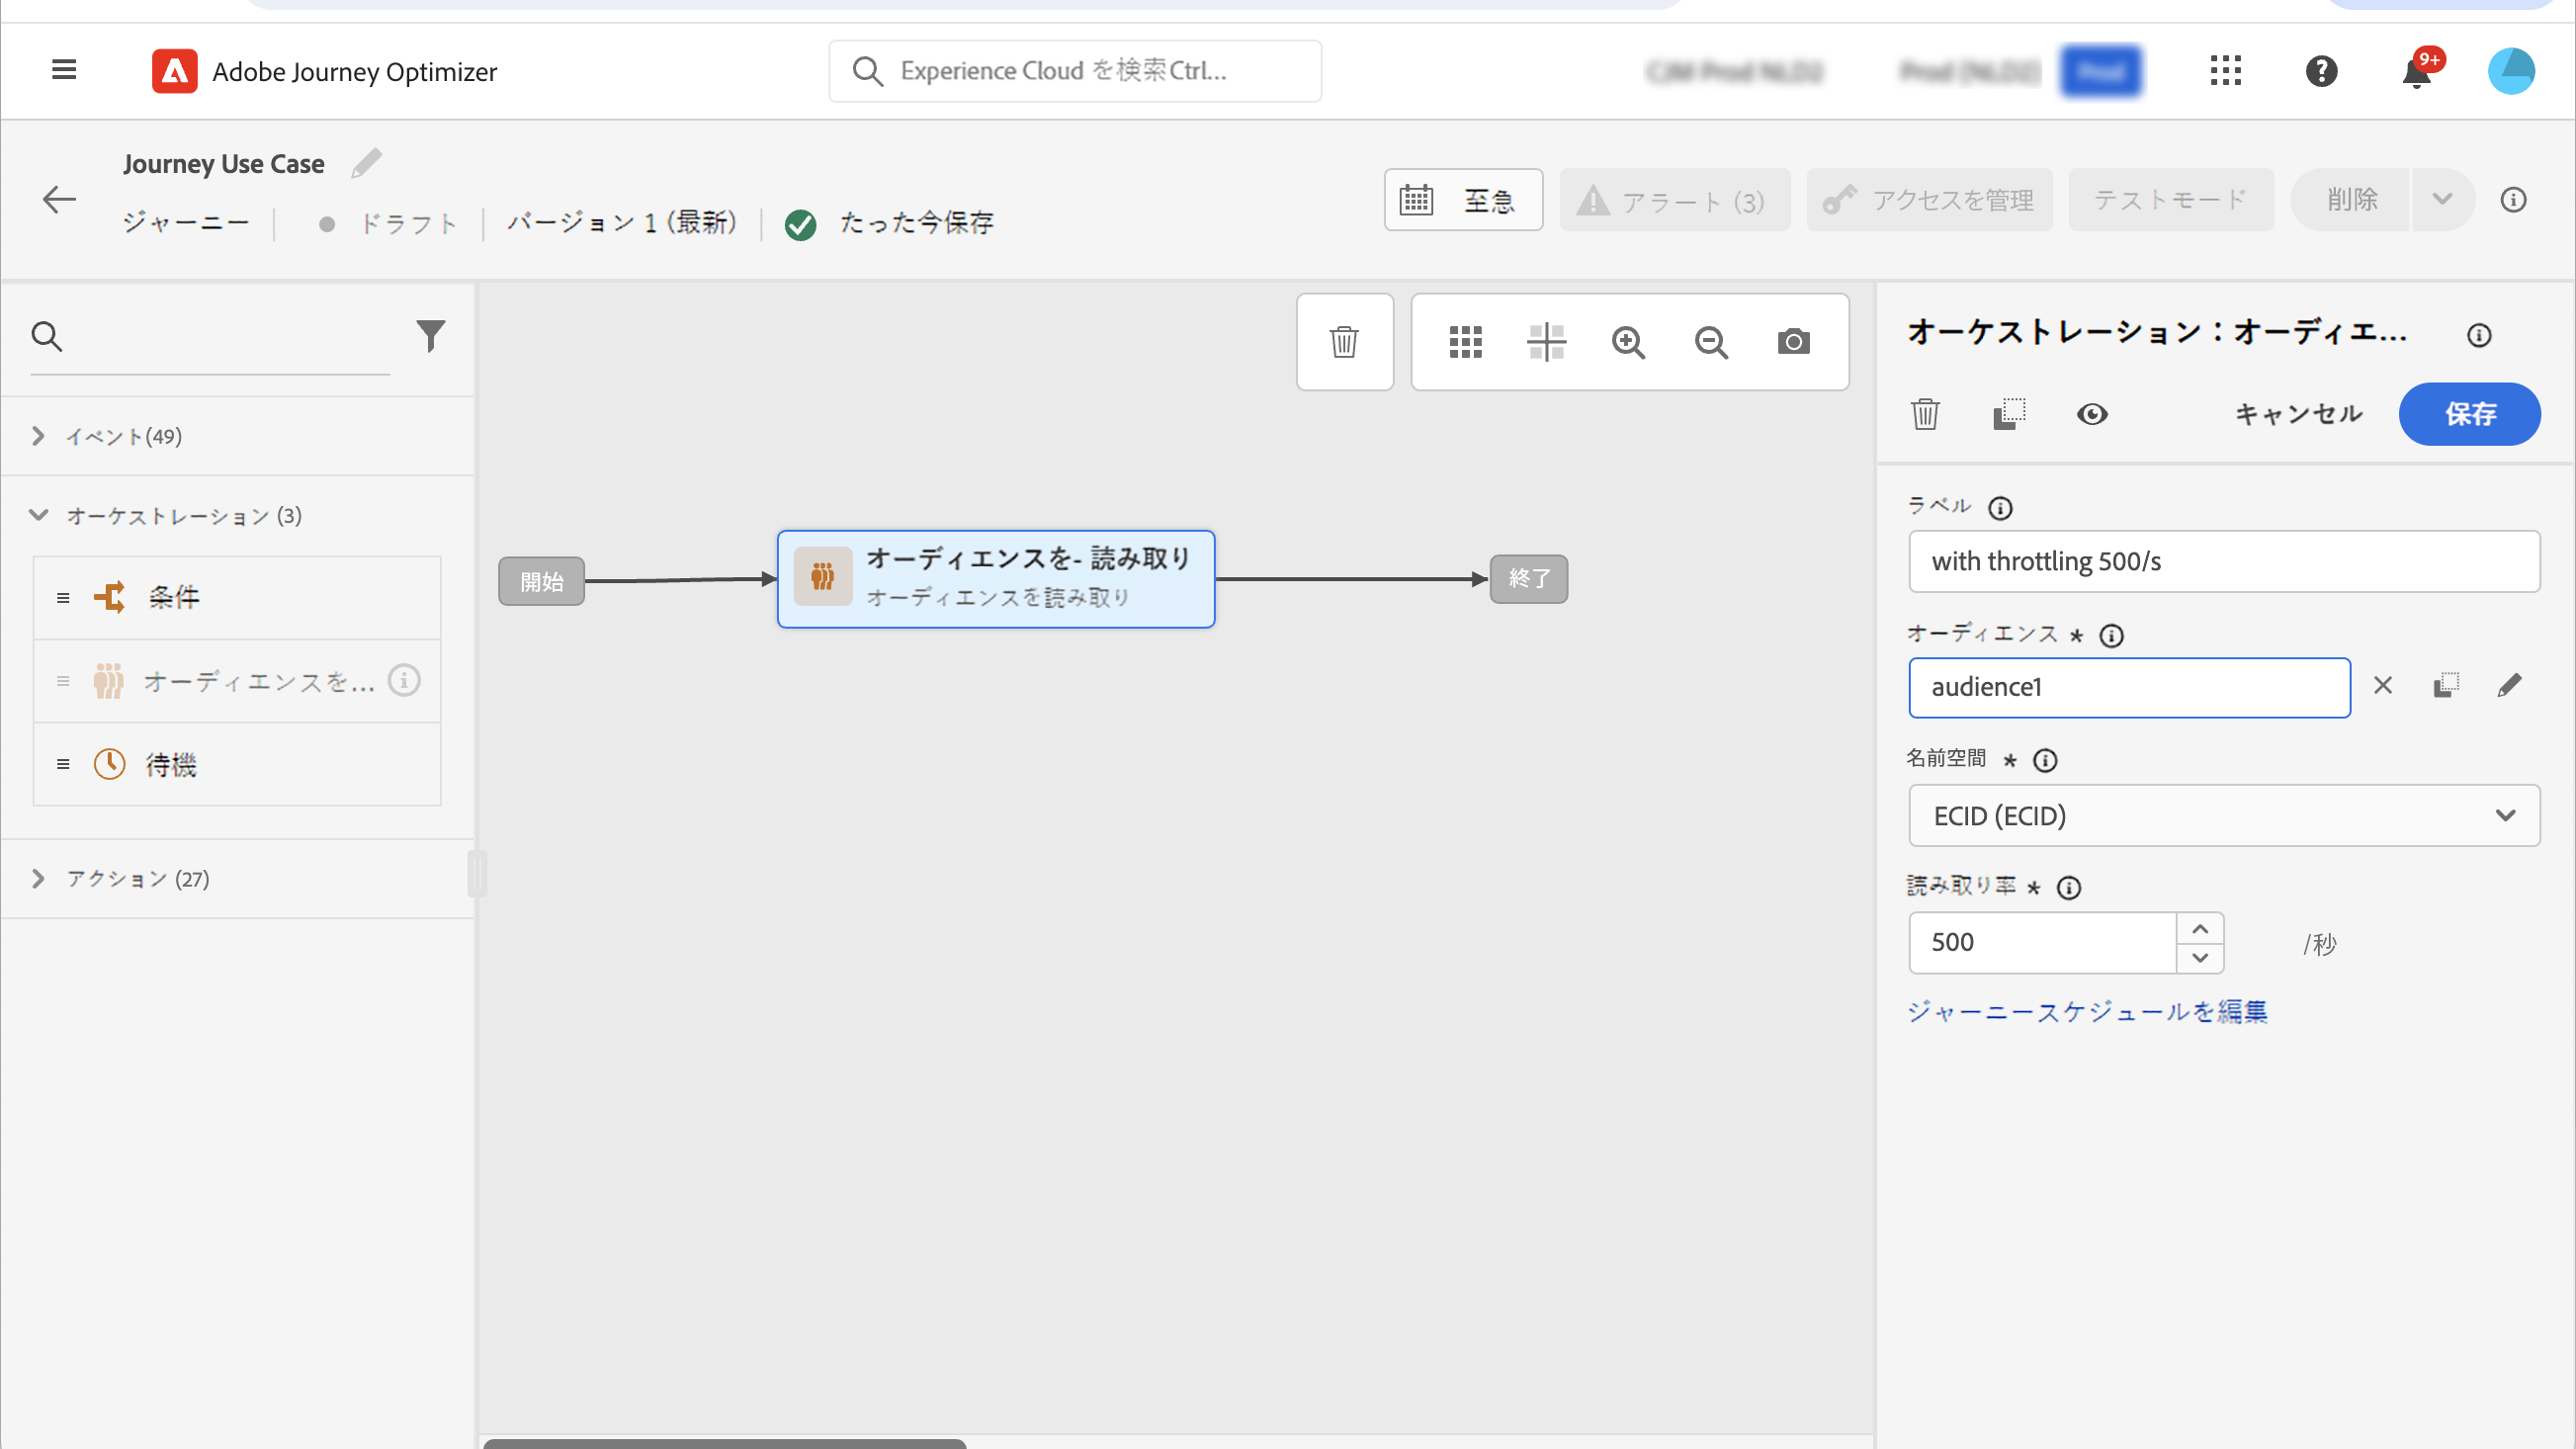 Adobe Journey Optimizer
Experience Cloud を検索Ctrl...
9+
Journey Use Case
ジャーニー
ドラフト
バージョン 1 (最新)
たった今保存
至急
アラート (3)
アクセスを管理
テストモード
削除
イベント(49)
オーケストレーション (3)
条件
オーディエンスを...
待機
アクション (27)
開始
オーディエンスを- 読み取り
オーディエンスを読み取り
終了
オーケストレーション：オーディエ...
キャンセル
保存
ラベル
with throttling 500/s
オーディエンス *
audience1
名前空間 *
ECID (ECID)
読み取り率 *
500
/秒
ジャーニースケジュールを編集